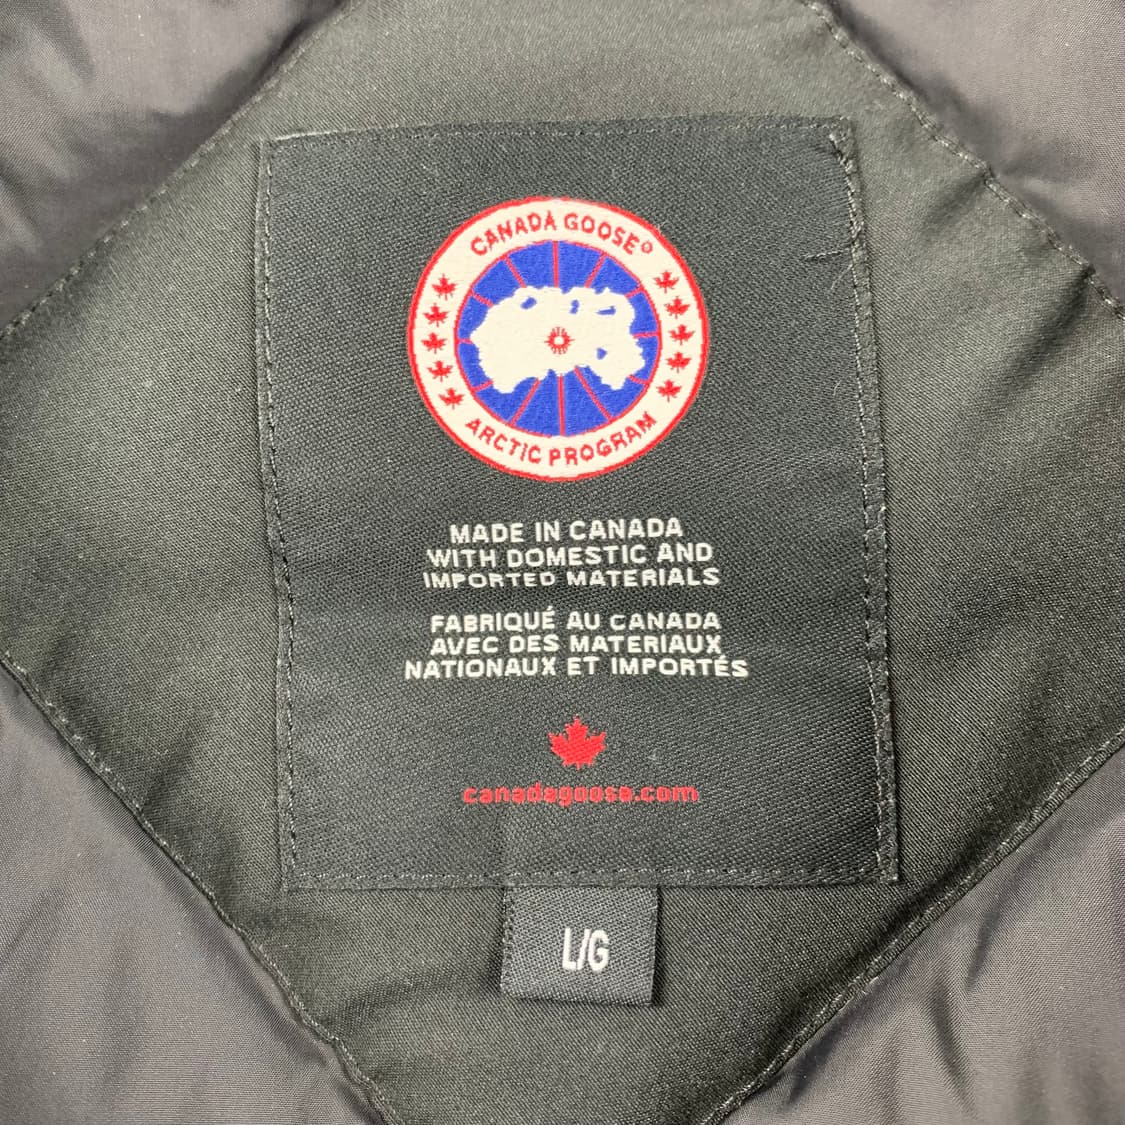 CANADA GOOSE®
ARCTIC PROGRAM
MADE IN CANADA
WITH DOMESTIC AND
IMPORTED MATERIALS
FABRIQUÉ AU CANADA
AVEC DES MATERIAUX
NATIONAUX ET IMPORTÉS
canadagoose.com
L/G